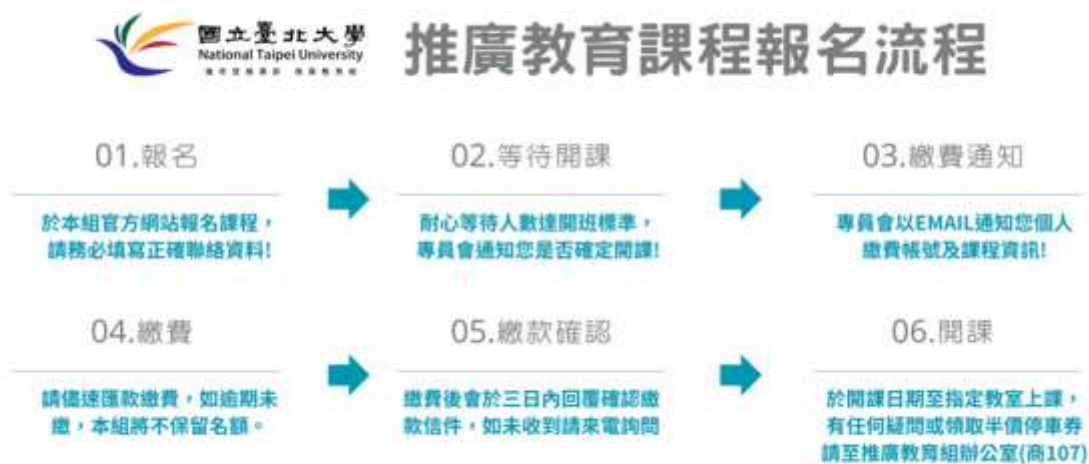 國立臺北大學
National Taipei University
推廣教育課程報名流程
01.報名
02.等待開課
03.繳費通知
於本組官方網站報名課程，
請務必填寫正確聯絡資料!
耐心等待人數達開班標準，
專員會通知您是否確定開課!
專員會以EMAIL通知您個人
繳費帳號及課程資訊!
04.繳費
05.繳款確認
06.開課
請儘速匯款繳費，如逾期未
繳，本組將不保留名額。
繳費後會於三日內回覆確認繳
款信件，如未收到請來電詢問
於開課日期至指定教室上課，
有任何疑問或領取半價停車券
請至推廣教育組辦公室(商107)